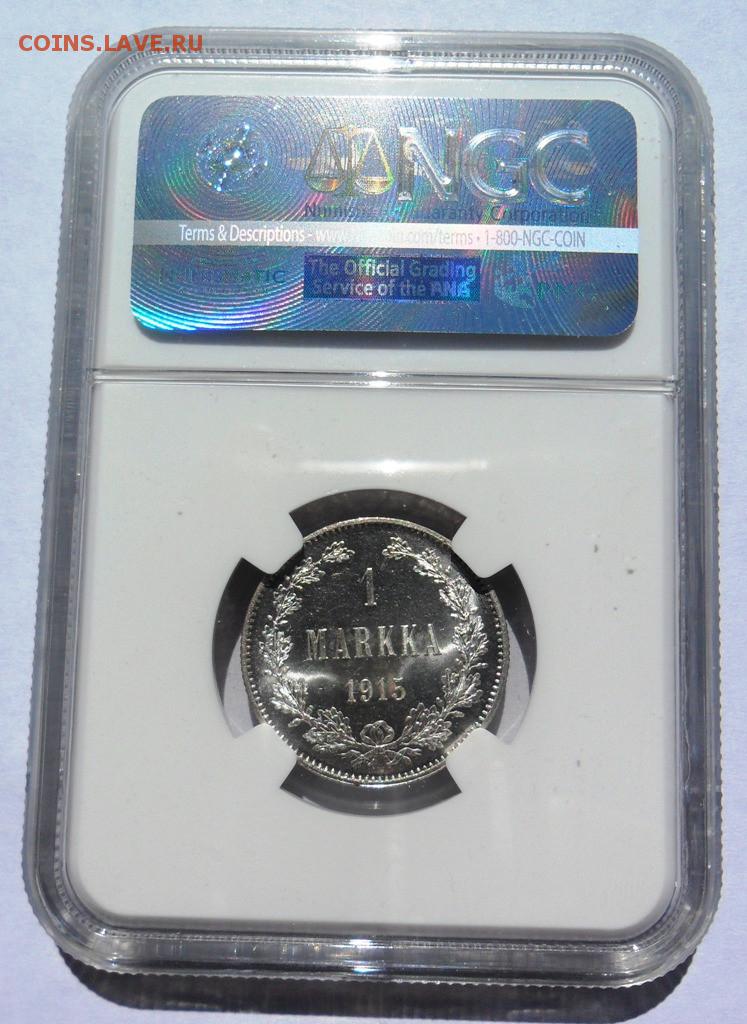 COINS.LAVE.RU
NGC
Terms & Descriptions - www. .com/terms • 1-800-NGC-COIN
The Official Grading
Service of the ANA
1
MARKKA
1915